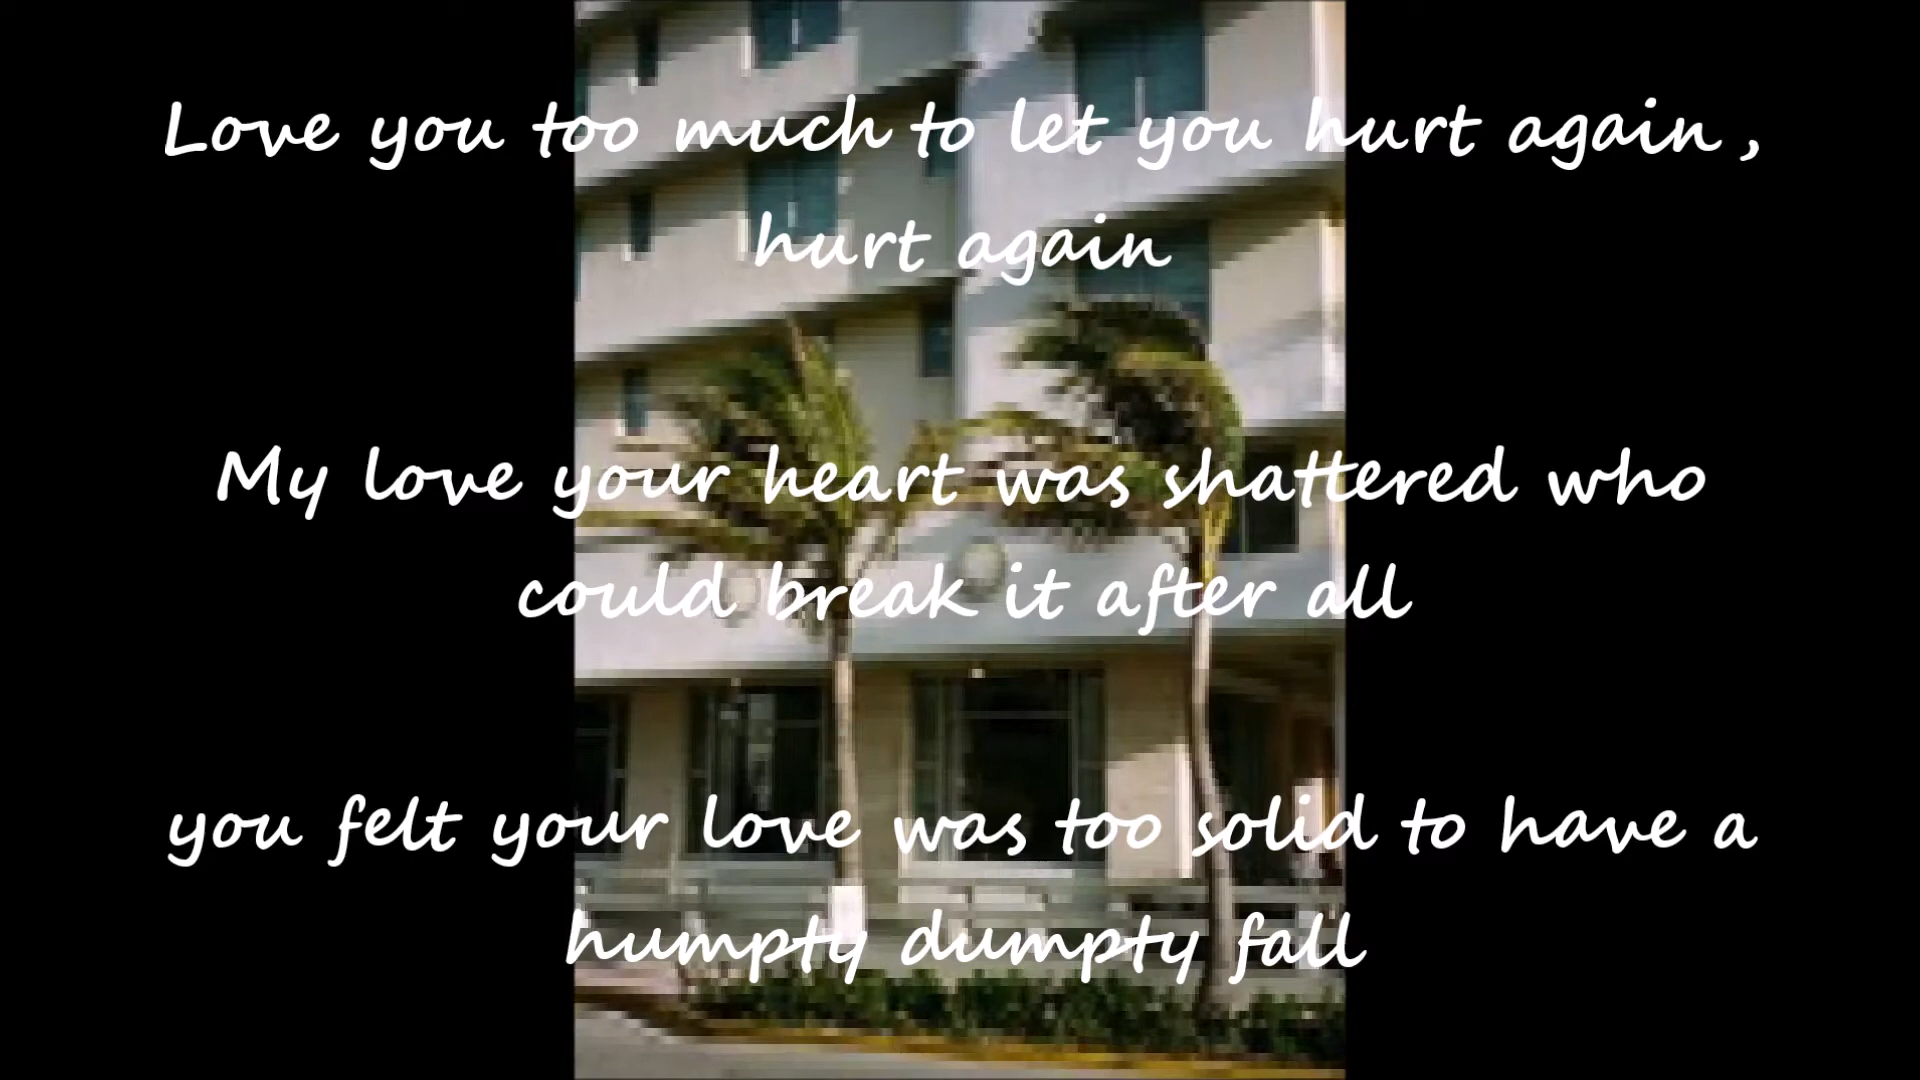 Love you too much to let you hurt again ,
hurt again
My love your heart was shattered who
could break it after all
you felt your love was too solid to have a
humpty dumpty fall